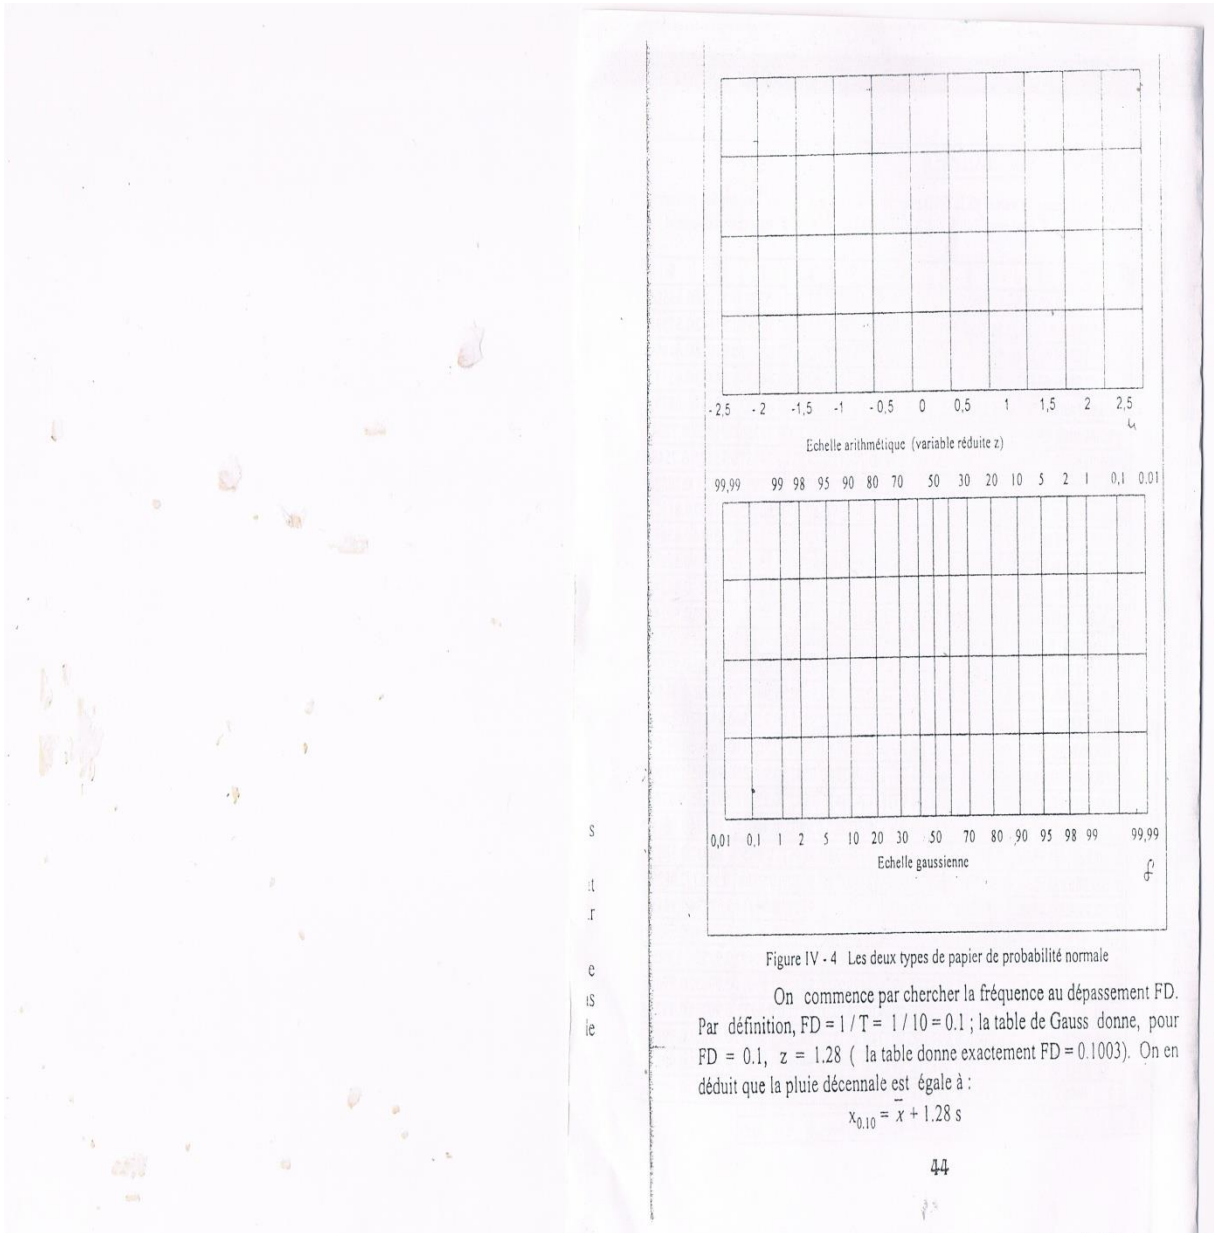 -2,5 -2 -1,5 -1 -0,5 0 0,5 1 1,5 2 2,5
Echelle arithmétique (variable réduite z)
99,99 99 98 95 90 80 70 50 30 20 10 5 2 1 0,1 0.01
0,01 0,1 1 2 5 10 20 30 50 70 80 90 95 98 99 99,99
Echelle gaussienne
f
Figure IV - 4 Les deux types de papier de probabilité normale
On commence par chercher la fréquence au dépassement FD.
Par définition, FD = 1 / T = 1 / 10 = 0.1 ; la table de Gauss donne, pour
FD = 0.1, z = 1.28 ( la table donne exactement FD = 0.1003). On en
déduit que la pluie décennale est égale à :
x0.10 = x̄ + 1.28 s
44